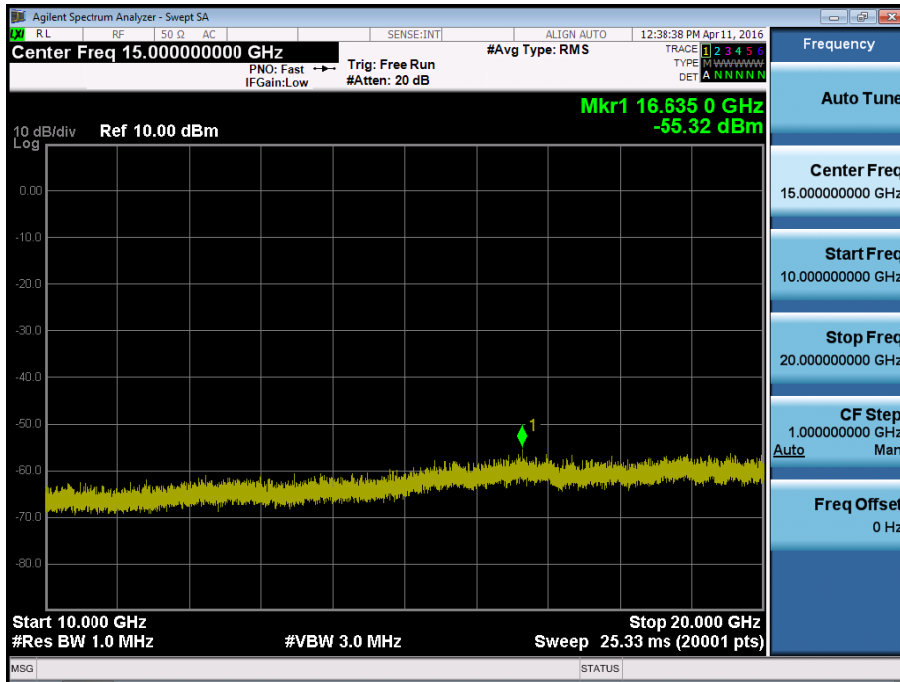 Agilent Spectrum Analyzer - Swept SA
LXI RL RF 50 Ω AC SENSE:INT ALIGN AUTO 12:38:38 PM Apr 11, 2016
Center Freq 15.000000000 GHz
PNO: Fast
IFGain:Low
Trig: Free Run
#Atten: 20 dB
#Avg Type: RMS
TRACE 1 2 3 4 5 6
TYPE M W W W W W
DET A N N N N N
Mkr1 16.635 0 GHz
-55.32 dBm
10 dB/div Ref 10.00 dBm
Log
0.00
-10.0
-20.0
-30.0
-40.0
-50.0
-60.0
-70.0
-80.0
1
Start 10.000 GHz Stop 20.000 GHz
#Res BW 1.0 MHz #VBW 3.0 MHz Sweep 25.33 ms (20001 pts)
MSG STATUS
Frequency
Auto Tune
Center Freq
15.000000000 GHz
Start Freq
10.000000000 GHz
Stop Freq
20.000000000 GHz
CF Step
1.000000000 GHz
Auto Man
Freq Offset
0 Hz